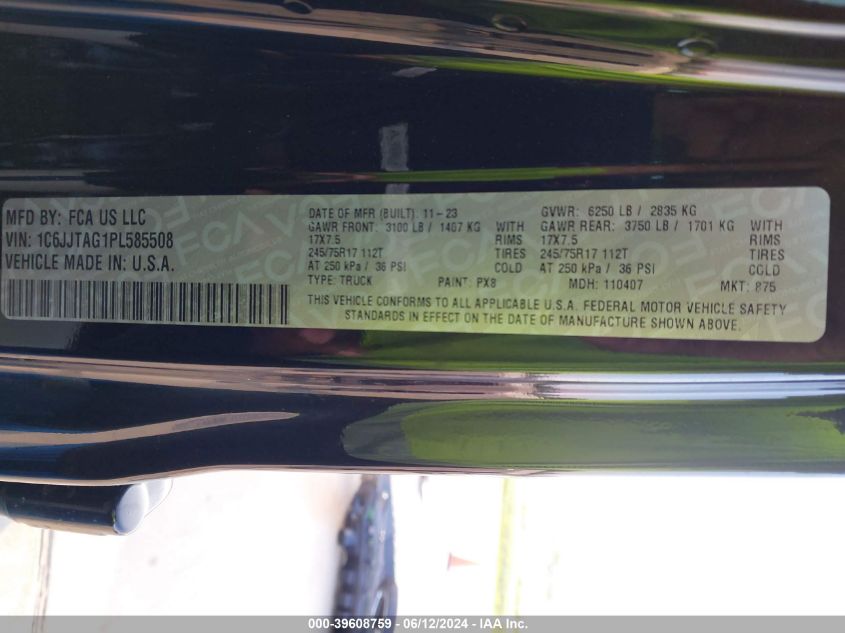 MFD BY: FCA US LLC
VIN: 1C6JJTAG1PL585508
VEHICLE MADE IN: U.S.A.
DATE OF MFR (BUILT): 11-23
GVWR: 6250 LB / 2835 KG
GAWR FRONT: 3100 LB / 1467 KG WITH
GAWR REAR: 3750 LB / 1701 KG WITH
17X7.5 RIMS 17X7.5 RIMS
245/75R17 112T TIRES 245/75R17 112T TIRES
AT 250 kPa / 36 PSI COLD AT 250 kPa / 36 PSI COLD
TYPE: TRUCK PAINT: PX8 MDH: 110407 MKT: 875
THIS VEHICLE CONFORMS TO ALL APPLICABLE U.S.A. FEDERAL MOTOR VEHICLE SAFETY
STANDARDS IN EFFECT ON THE DATE OF MANUFACTURE SHOWN ABOVE.
000-39608759 - 06/12/2024 - IAA Inc.